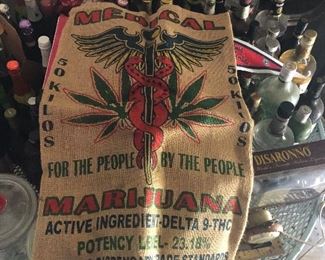 MEDICAL
50 KILOS
50 KILOS
FOR THE PEOPLE BY THE PEOPLE
MARIJUANA
ACTIVE INGREDIENT-DELTA 9-THC
POTENCY LEEL- 23.18%
STANDARDS
DISARONNO